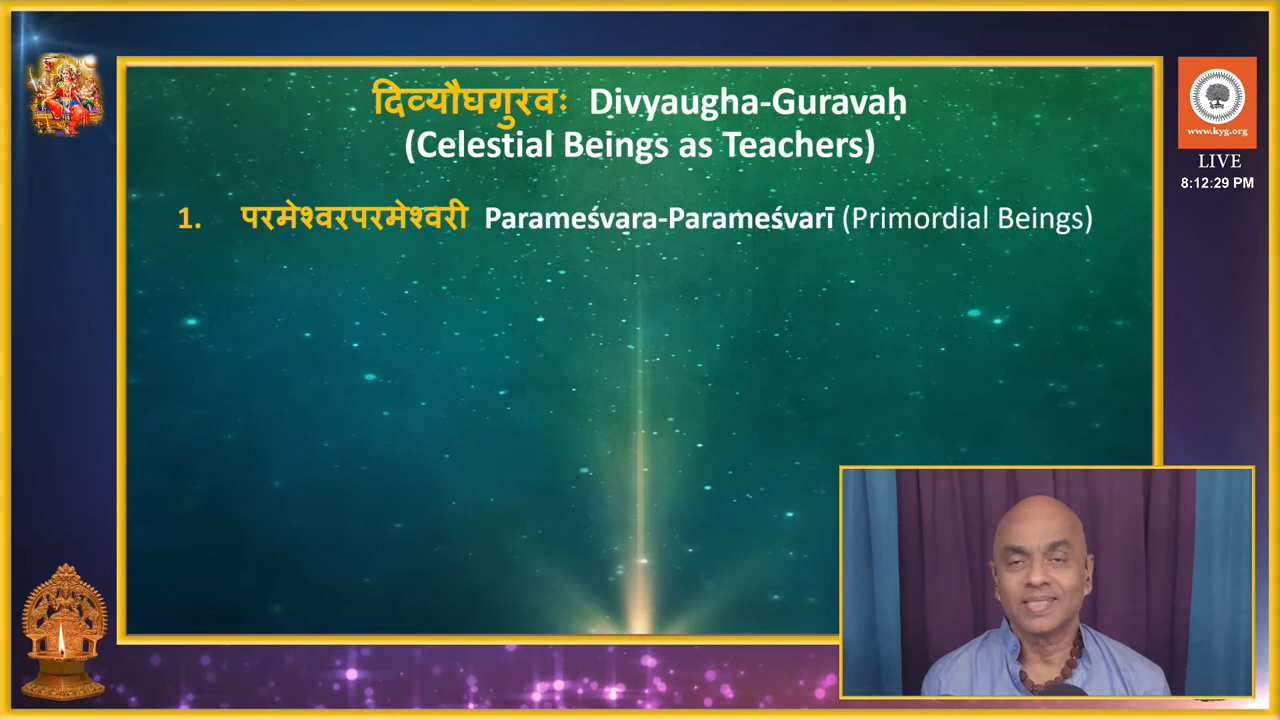 दिव्यौघगुरवः Divyaugha-Guravaḥ
(Celestial Beings as Teachers)
1. परमेश्वरपरमेश्वरी Parameśvara-Parameśvarī (Primordial Beings)
www.kyg.org
LIVE
8:12:29 PM